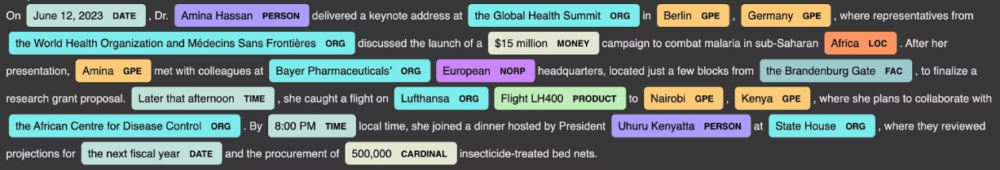 On June 12, 2023 DATE , Dr. Amina Hassan PERSON delivered a keynote address at the Global Health Summit ORG in Berlin GPE , Germany GPE , where representatives from
the World Health Organization and Médecins Sans Frontières ORG discussed the launch of a $15 million MONEY campaign to combat malaria in sub-Saharan Africa LOC . After her
presentation, Amina GPE met with colleagues at Bayer Pharmaceuticals’ ORG European NORP headquarters, located just a few blocks from the Brandenburg Gate FAC , to finalize a
research grant proposal. Later that afternoon TIME , she caught a flight on Lufthansa ORG Flight LH400 PRODUCT to Nairobi GPE , Kenya GPE , where she plans to collaborate with
the African Centre for Disease Control ORG . By 8:00 PM TIME local time, she joined a dinner hosted by President Uhuru Kenyatta PERSON at State House ORG , where they reviewed
projections for the next fiscal year DATE and the procurement of 500,000 CARDINAL insecticide-treated bed nets.